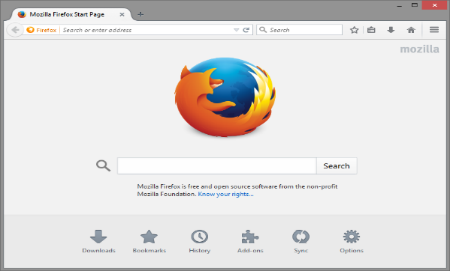 Mozilla Firefox Start Page
Firefox
Search or enter address
Search
mozilla
Search
Mozilla Firefox is free and open source software from the non-profit
Mozilla Foundation. Know your rights...
Downloads
Bookmarks
History
Add-ons
Sync
Options